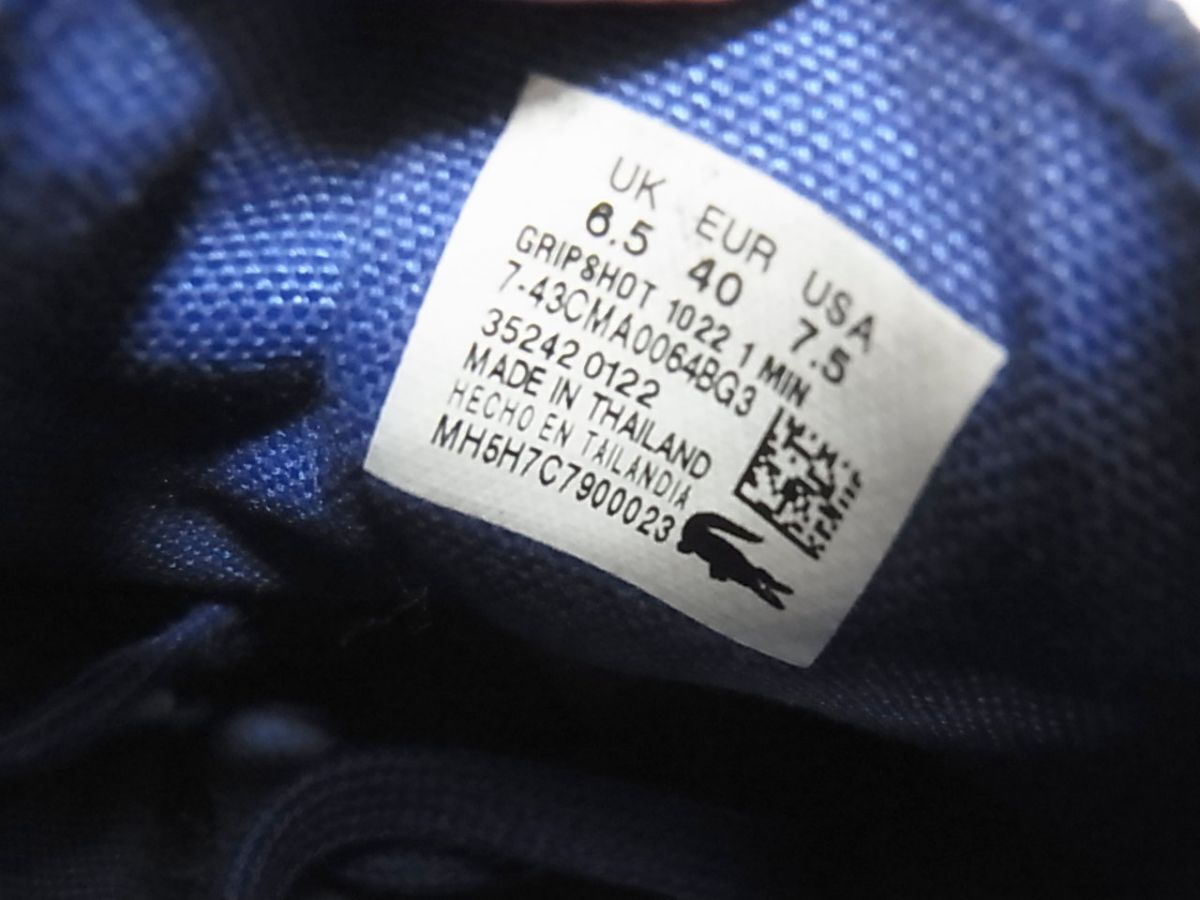 UK EUR USA
6.5 40 7.5
GRIPSHOT 1022 1 MIN
7-43CMA0064BG3
35242 0122
MADE IN THAILAND
HECHO EN TAILANDIA
MH5H7C7900023